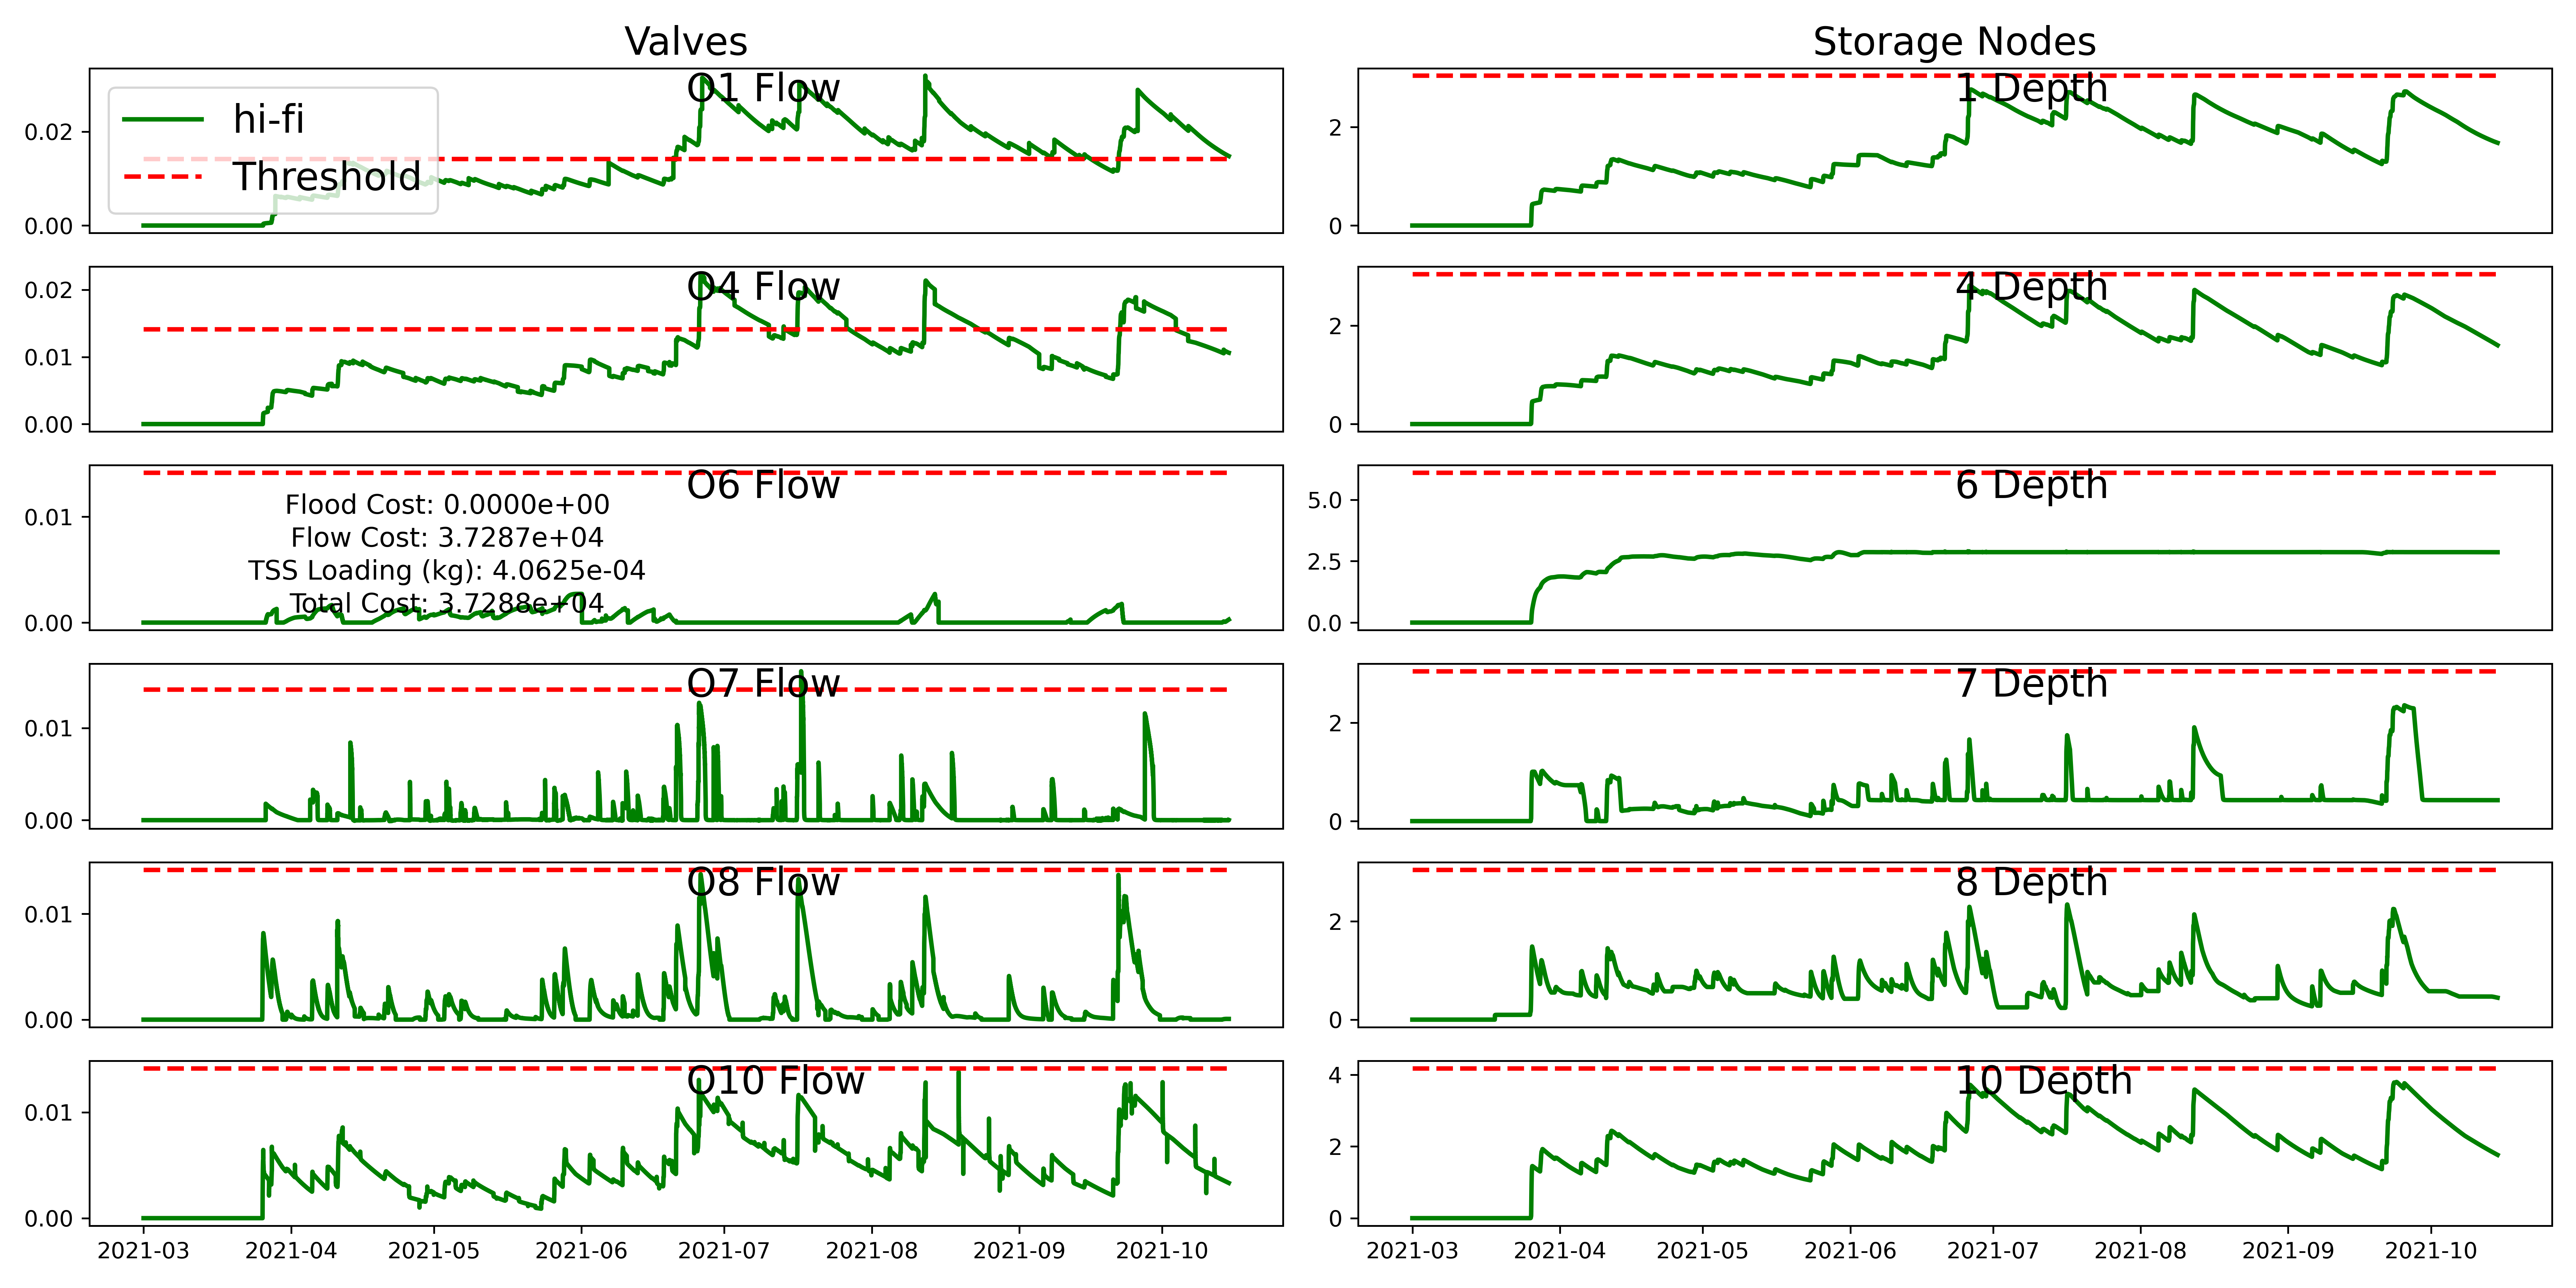 Valves
Storage Nodes
O1 Flow
hi-fi
Threshold
0.02
0.00
1 Depth
2
0
O4 Flow
0.02
0.01
0.00
4 Depth
2
0
O6 Flow
Flood Cost: 0.0000e+00
Flow Cost: 3.7287e+04
TSS Loading (kg): 4.0625e-04
Total Cost: 3.7288e+04
0.01
0.00
6 Depth
5.0
2.5
0.0
O7 Flow
0.01
0.00
7 Depth
2
0
O8 Flow
0.01
0.00
8 Depth
2
0
O10 Flow
0.01
0.00
2021-03 2021-04 2021-05 2021-06 2021-07 2021-08 2021-09 2021-10
10 Depth
4
2
0
2021-03 2021-04 2021-05 2021-06 2021-07 2021-08 2021-09 2021-10